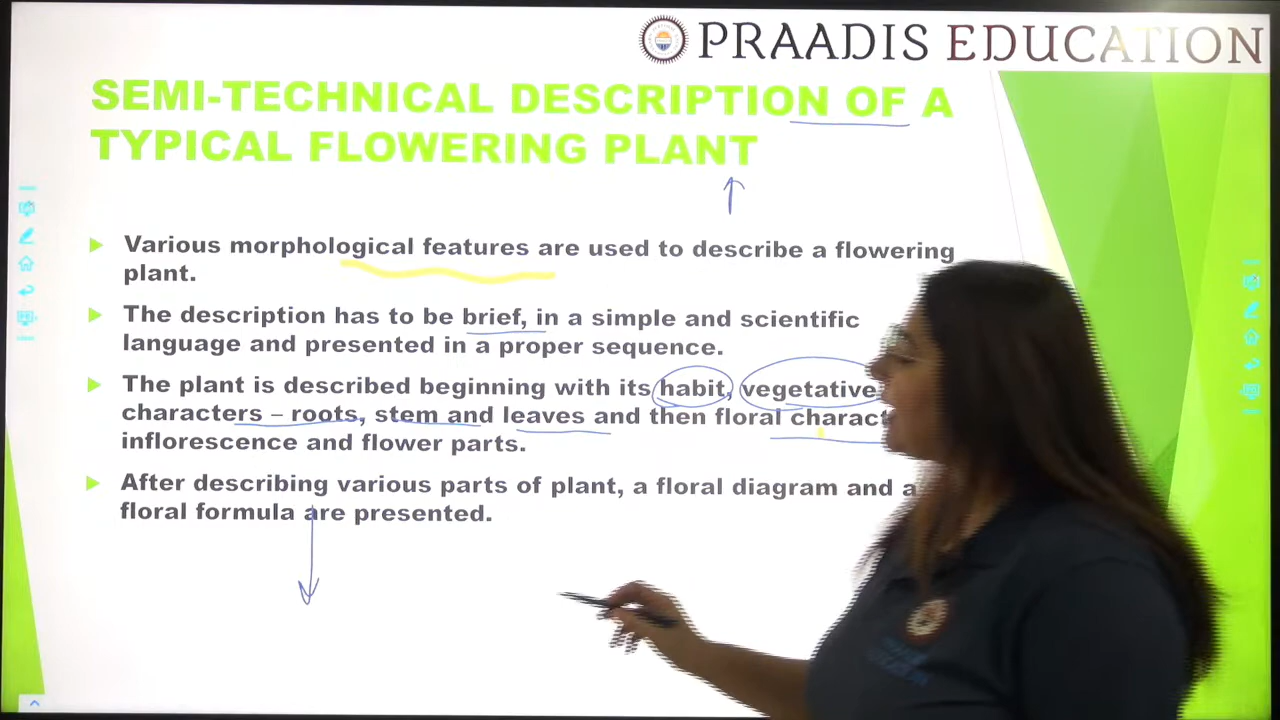 PRAADIS EDUCATION
SEMI-TECHNICAL DESCRIPTION OF A
TYPICAL FLOWERING PLANT
Various morphological features are used to describe a flowering
plant.
The description has to be brief, in a simple and scientific
language and presented in a proper sequence.
The plant is described beginning with its habit, vegetative
characters – roots, stem and leaves and then floral charact
inflorescence and flower parts.
After describing various parts of plant, a floral diagram and a
floral formula are presented.